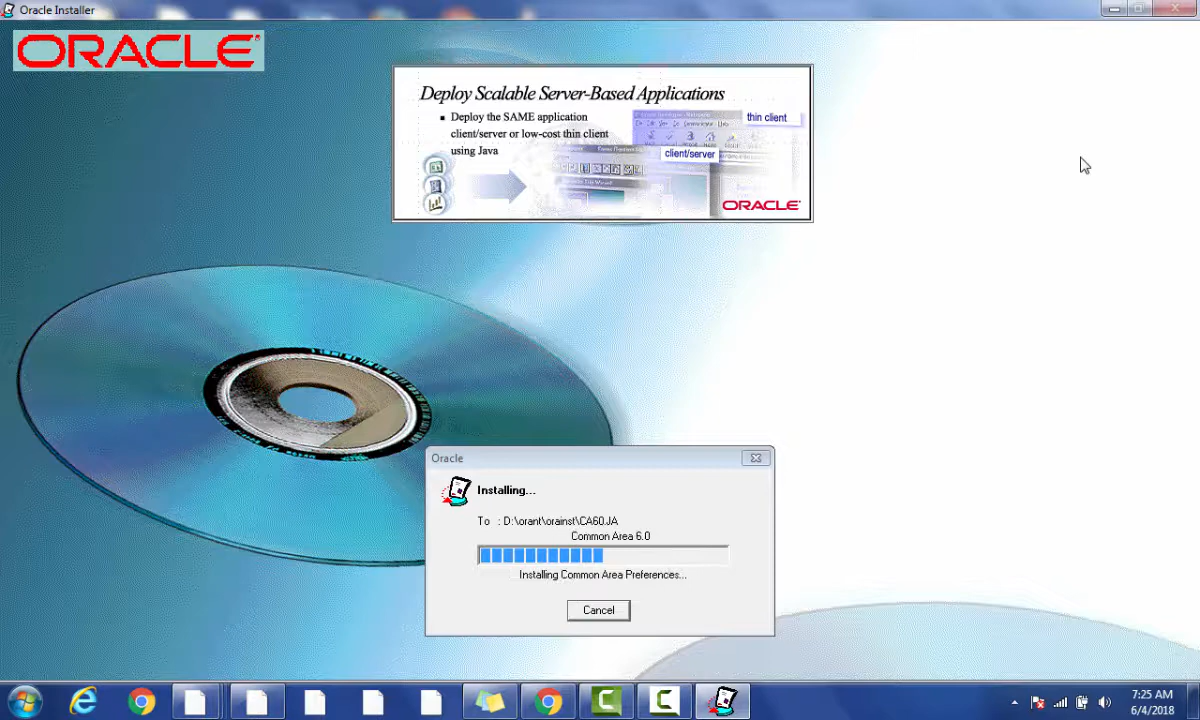 Oracle Installer
ORACLE®
Deploy Scalable Server-Based Applications
▪ Deploy the SAME application
client/server or low-cost thin client
using Java
thin client
client/server
ORACLE®
Oracle
Installing...
To : D:\orant\orainst\CA60.JA
Common Area 6.0
Installing Common Area Preferences...
Cancel
7:25 AM
6/4/2018